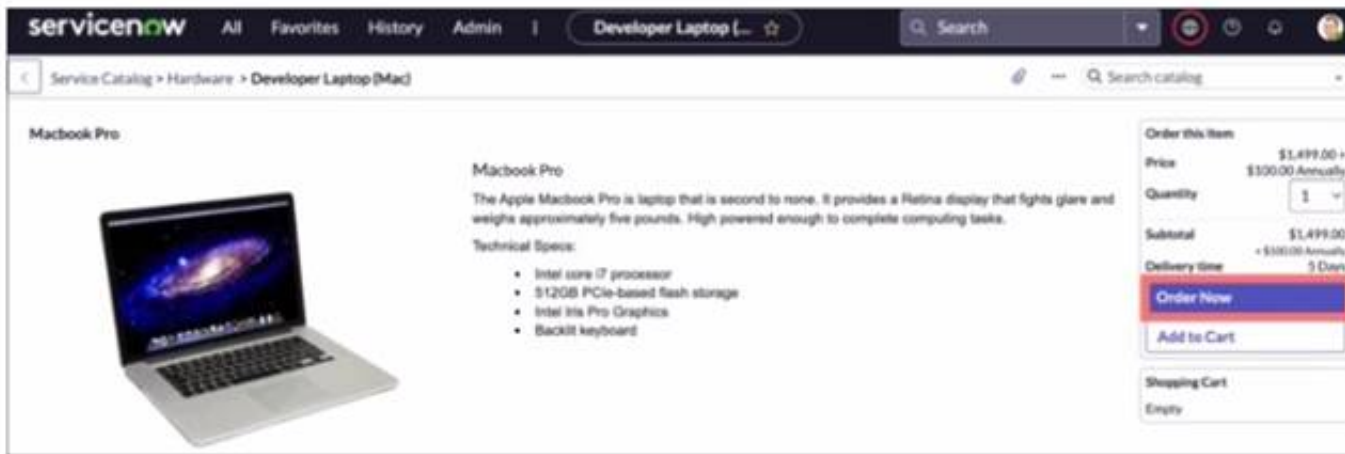 servicenow All Favorites History Admin Developer Laptop (... Search
Service Catalog > Hardware > Developer Laptop (Mac) Search catalog
Macbook Pro
Macbook Pro
The Apple Macbook Pro is laptop that is second to none. It provides a Retina display that fights glare and
weighs approximately five pounds. High powered enough to complete computing tasks.
Technical Specs:
• Intel core i7 processor
• 512GB PCIe-based flash storage
• Intel Iris Pro Graphics
• Backlit keyboard
Order this Item
Price $1,499.00 +
$100.00 Annually
Quantity 1
Subtotal $1,499.00
+ $100.00 Annually
Delivery time 5 Days
Order Now
Add to Cart
Shopping Cart
Empty